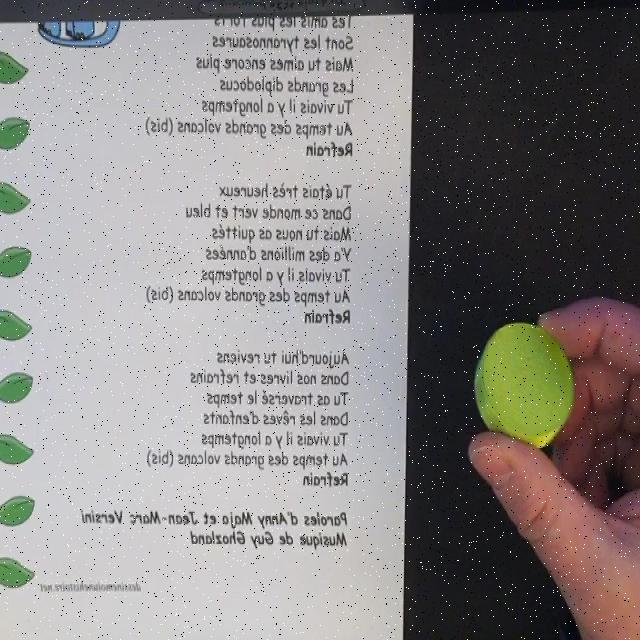 Tes amis les plus forts
Sont les tyrannosaures
Mais tu aimes encore plus
Les grands diplodocus
Tu vivais il y a longtemps
Au temps des grands volcans (bis)
Refrain
Tu étais très heureux
Dans ce monde vert et bleu
Mais tu nous as quittés
Y'a des millions d'années
Tu vivais il y a longtemps
Au temps des grands volcans (bis)
Refrain
Aujourd'hui tu reviens
Dans nos livres et refrains
Tu as traversé le temps
Dans les rêves d'enfants
Tu vivais il y a longtemps
Au temps des grands volcans (bis)
Refrain
Paroles d'Anny Maja et Jean-Marc Versini
Musique de Guy Ghozland